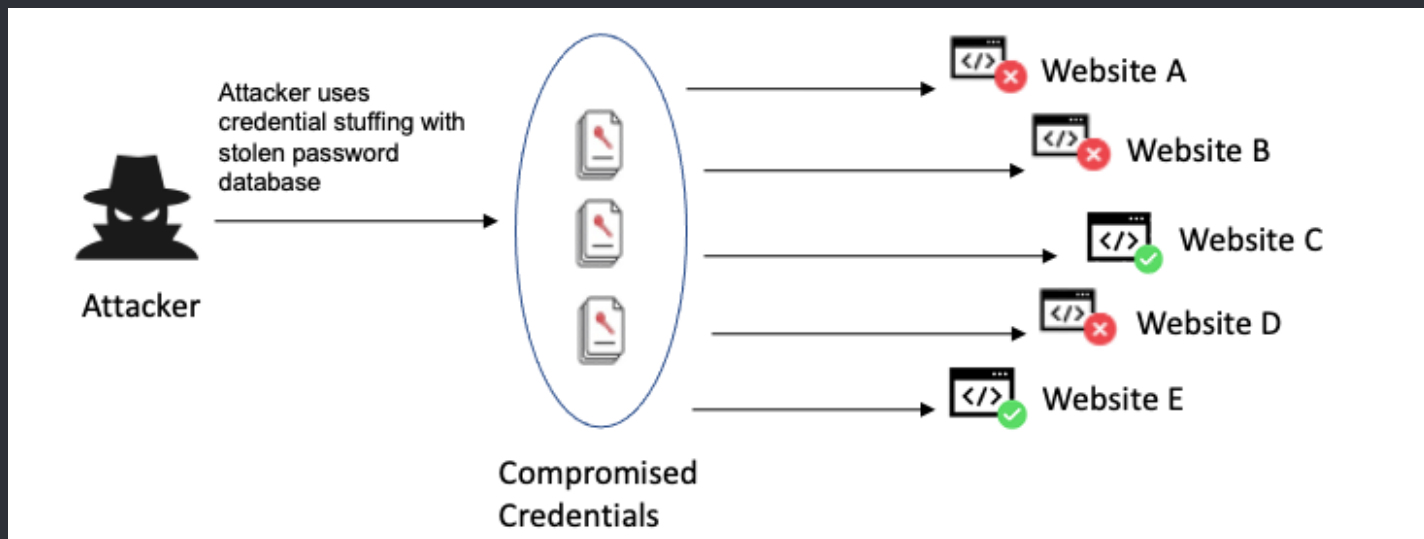 Attacker uses
credential stuffing with
stolen password
database
Attacker
Compromised
Credentials
</> Website A
</> Website B
</> Website C
</> Website D
</> Website E